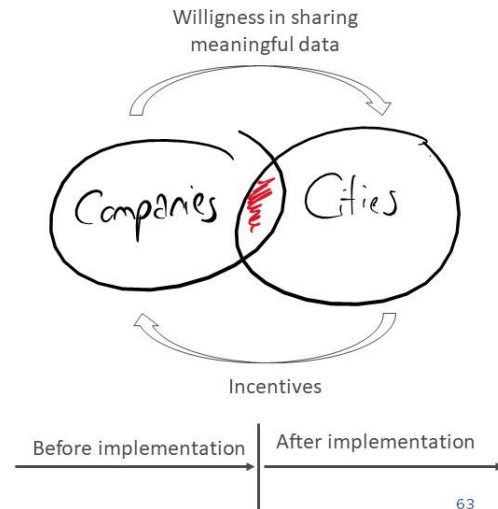 Willigness in sharing
meaningful data
Companies
Cities
Incentives
Before implementation
After implementation
63